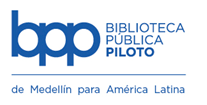 bpp
BIBLIOTECA
PÚBLICA
PILOTO
de Medellín para América Latina